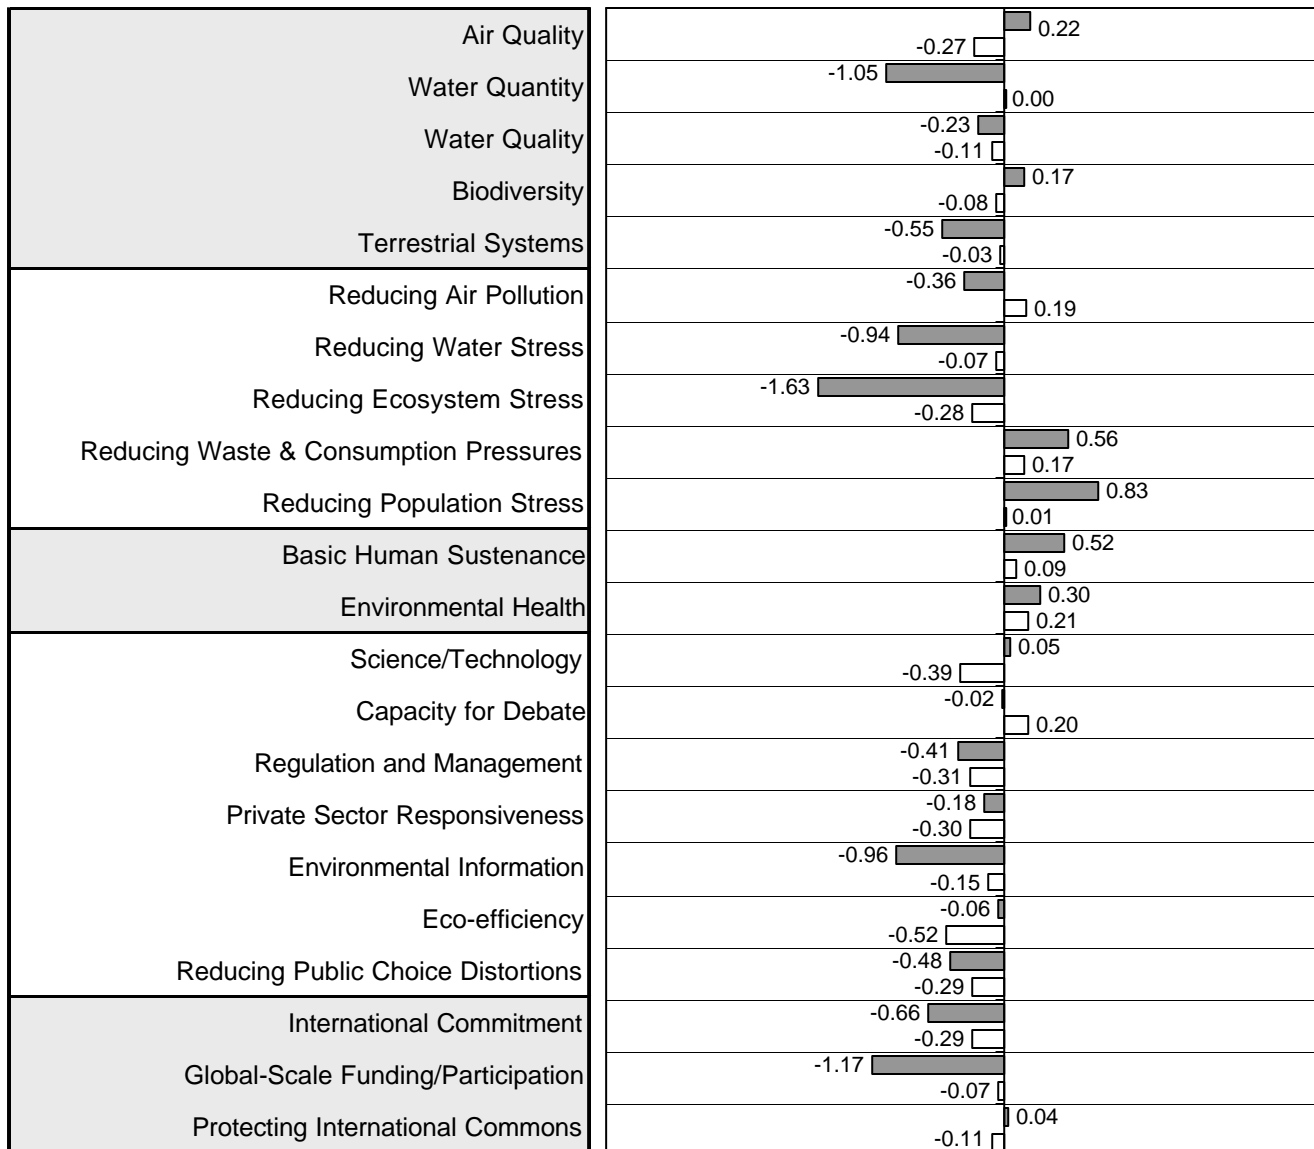 Air Quality
0.22
-0.27
Water Quantity
-1.05
0.00
Water Quality
-0.23
-0.11
Biodiversity
0.17
-0.08
Terrestrial Systems
-0.55
-0.03
Reducing Air Pollution
-0.36
0.19
Reducing Water Stress
-0.94
-0.07
Reducing Ecosystem Stress
-1.63
-0.28
Reducing Waste & Consumption Pressures
0.56
0.17
Reducing Population Stress
0.83
0.01
Basic Human Sustenance
0.52
0.09
Environmental Health
0.30
0.21
Science/Technology
0.05
-0.39
Capacity for Debate
-0.02
0.20
Regulation and Management
-0.41
-0.31
Private Sector Responsiveness
-0.18
-0.30
Environmental Information
-0.96
-0.15
Eco-efficiency
-0.06
-0.52
Reducing Public Choice Distortions
-0.48
-0.29
International Commitment
-0.66
-0.29
Global-Scale Funding/Participation
-1.17
-0.07
Protecting International Commons
0.04
-0.11